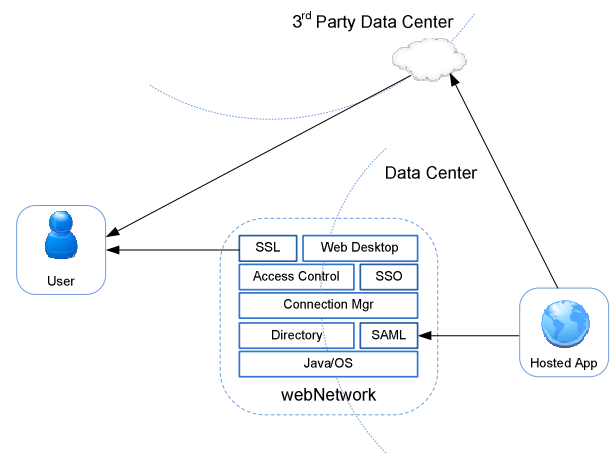 3rd Party Data Center
Data Center
SSL
Web Desktop
Access Control
SSO
Connection Mgr
Directory
SAML
Java/OS
webNetwork
User
Hosted App